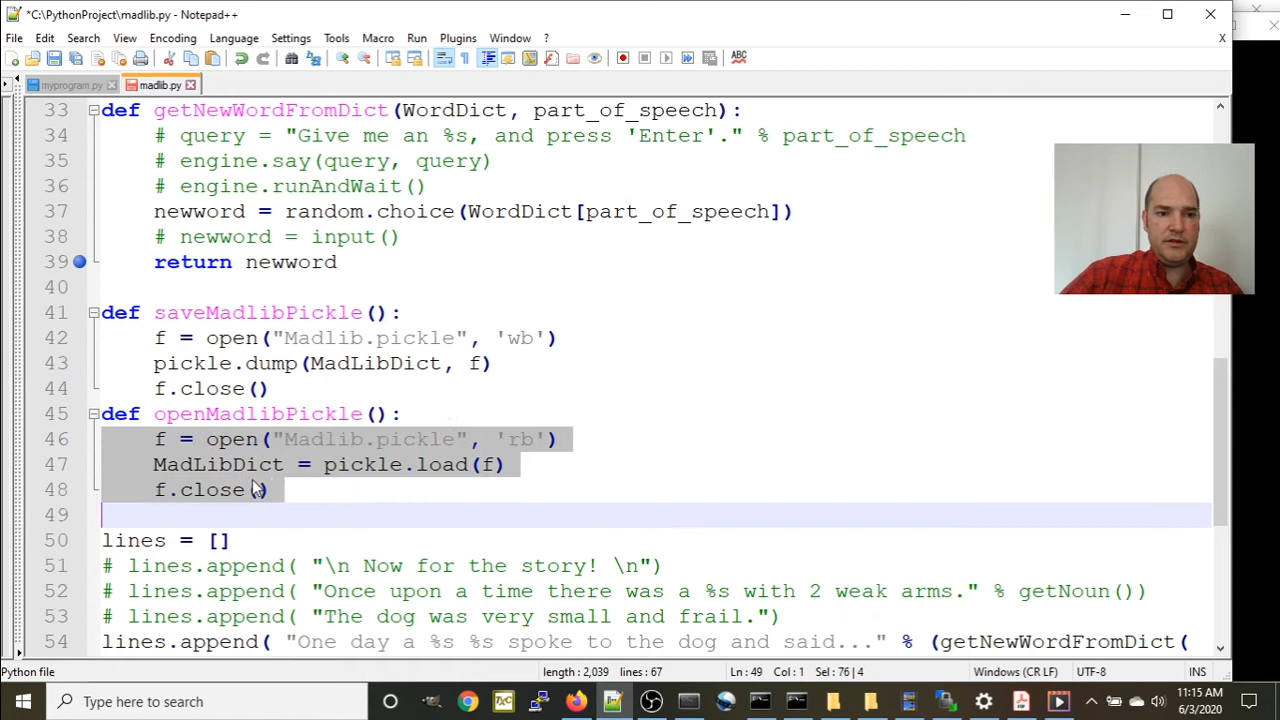 *C:\PythonProject\madlib.py - Notepad++
File Edit Search View Encoding Language Settings Tools Macro Run Plugins Window ? X
myprogram.py madlib.py
33 def getNewWordFromDict(WordDict, part_of_speech):
34 # query = "Give me an %s, and press 'Enter'." % part_of_speech
35 # engine.say(query, query)
36 # engine.runAndWait()
37 newword = random.choice(WordDict[part_of_speech])
38 # newword = input()
39 return newword
40
41 def saveMadlibPickle():
42 f = open("Madlib.pickle", 'wb')
43 pickle.dump(MadLibDict, f)
44 f.close()
45 def openMadlibPickle():
46 f = open("Madlib.pickle", 'rb')
47 MadLibDict = pickle.load(f)
48 f.close()
49
50 lines = []
51 # lines.append( "\n Now for the story! \n")
52 # lines.append( "Once upon a time there was a %s with 2 weak arms." % getNoun())
53 # lines.append( "The dog was very small and frail.")
54 lines.append( "One day a %s %s spoke to the dog and said..." % (getNewWordFromDict(
Python file length : 2,039 lines : 67 Ln : 49 Col : 1 Sel : 76 | 4 Windows (CR LF) UTF-8 INS
Type here to search
11:15 AM
6/3/2020